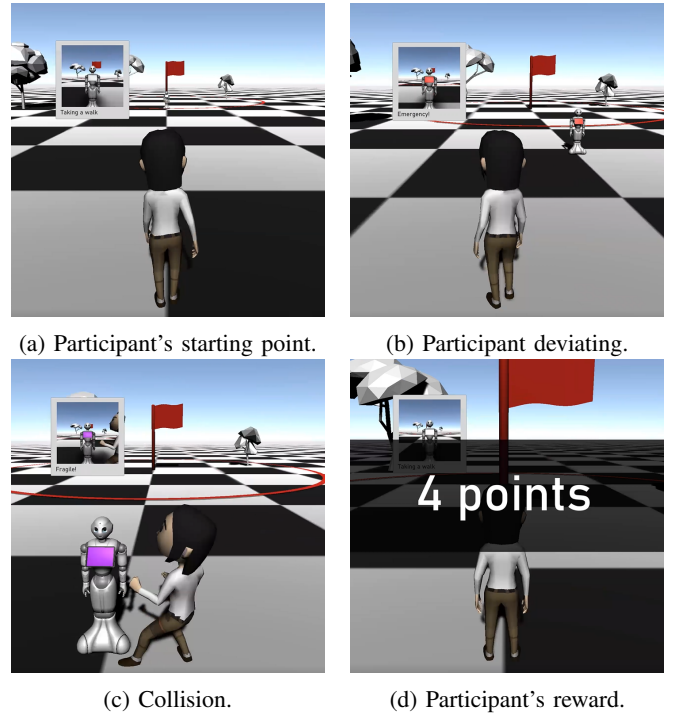 Taking a walk
Emergency!
(a) Participant's starting point.
(b) Participant deviating.
Fragile!
Taking a walk
4 points
(c) Collision.
(d) Participant's reward.